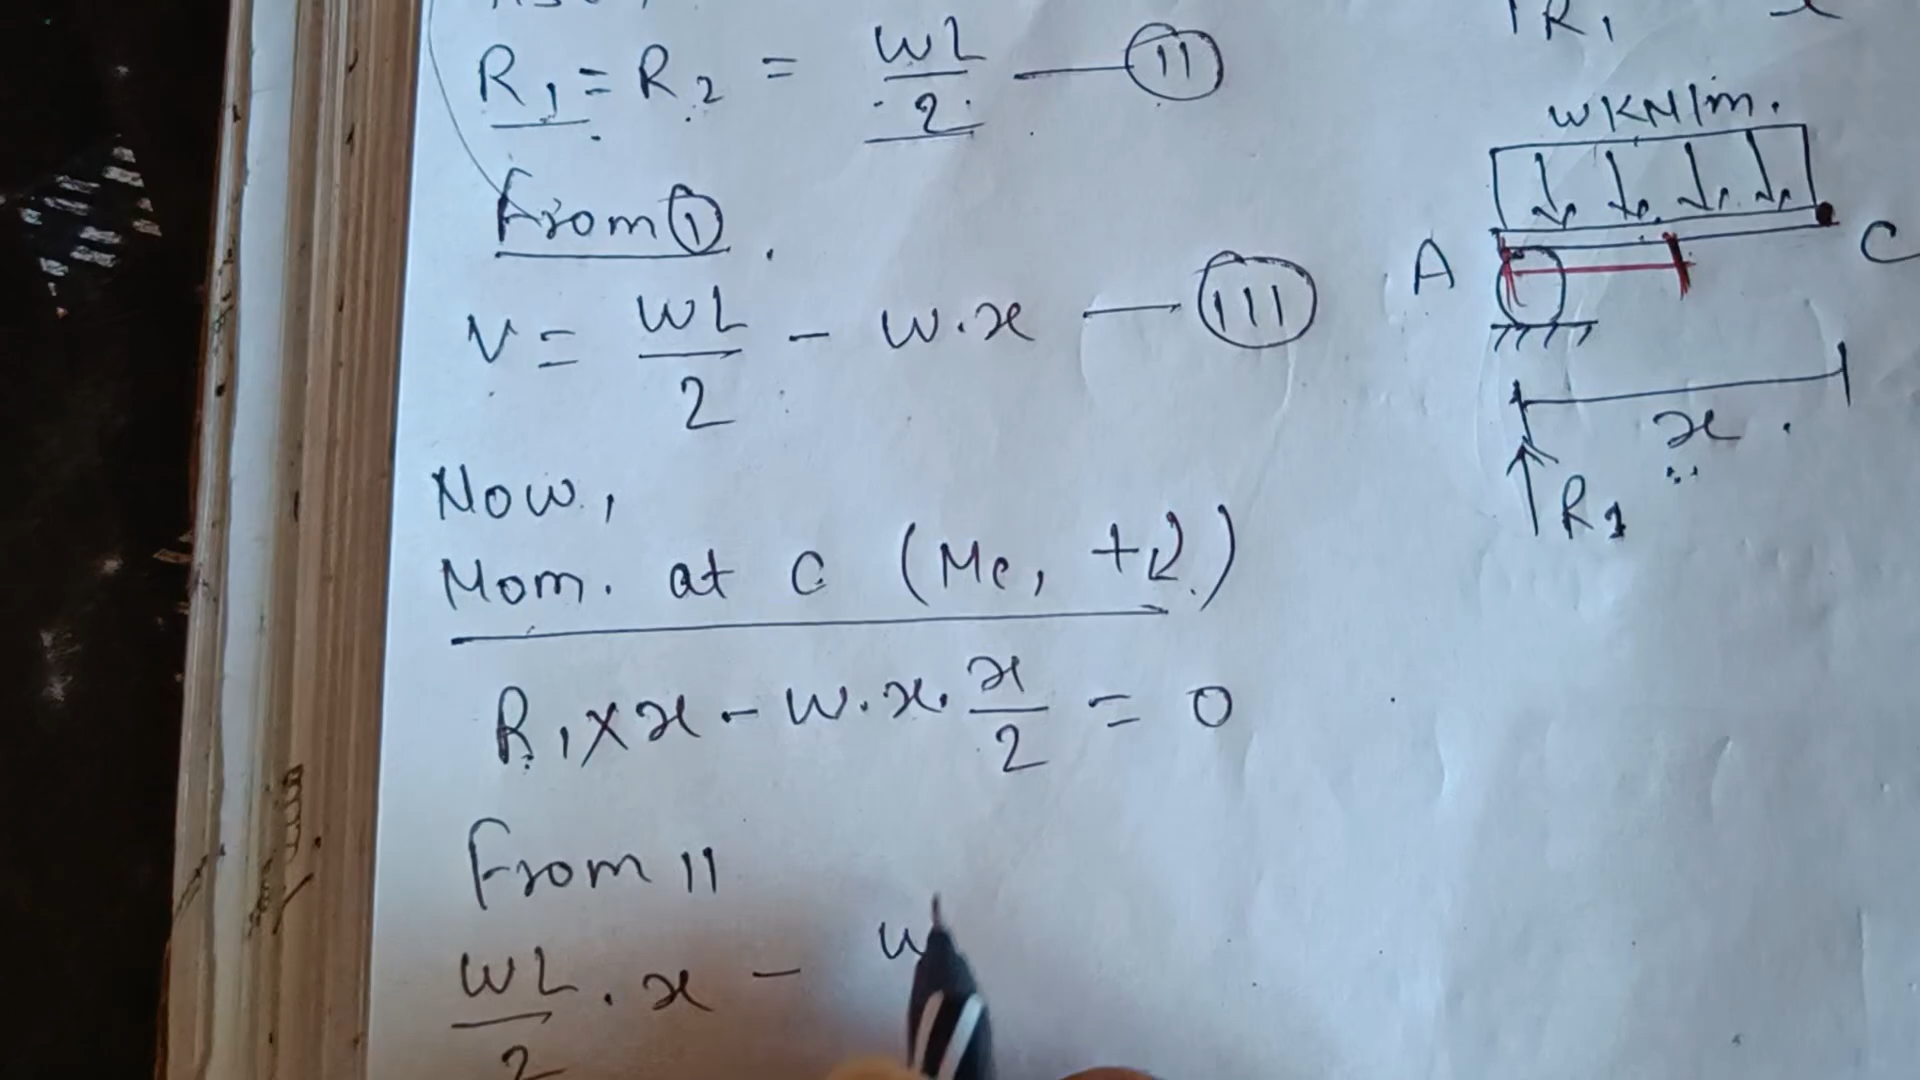 R₁ = R₂ = WL/2 — (II)
From (I).
V = WL/2 - W.x — (III)
Now,
Mom. at C (Mc, +↻)
R₁ × x - W.x.x/2 = 0
From II
WL/2 . x - W
R₁ x
W KN/m.
A C
x.
R₁